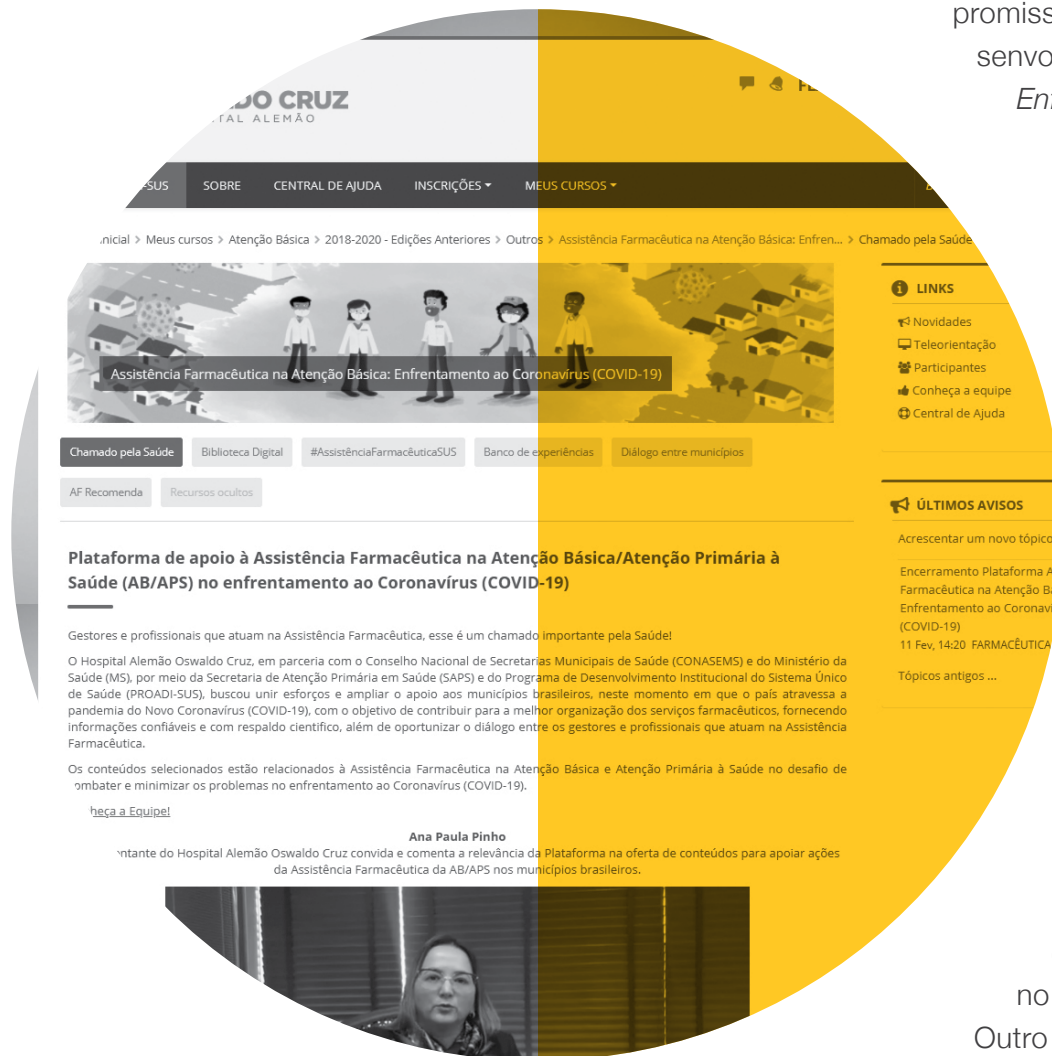 promiss
senvo
Enf
DO CRUZ
TAL ALEMÃO
SUS SOBRE CENTRAL DE AJUDA INSCRIÇÕES MEUS CURSOS
nicial > Meus cursos > Atenção Básica > 2018-2020 - Edições Anteriores > Outros > Assistência Farmacêutica na Atenção Básica: Enfren... > Chamado pela Saúde
Assistência Farmacêutica na Atenção Básica: Enfrentamento ao Coronavírus (COVID-19)
Chamado pela Saúde Biblioteca Digital #AssistênciaFarmacêuticaSUS Banco de experiências Diálogo entre municípios
AF Recomenda Recursos ocultos
Plataforma de apoio à Assistência Farmacêutica na Atenção Básica/Atenção Primária à
Saúde (AB/APS) no enfrentamento ao Coronavírus (COVID-19)
Gestores e profissionais que atuam na Assistência Farmacêutica, esse é um chamado importante pela Saúde!
O Hospital Alemão Oswaldo Cruz, em parceria com o Conselho Nacional de Secretarias Municipais de Saúde (CONASEMS) e do Ministério da
Saúde (MS), por meio da Secretaria de Atenção Primária em Saúde (SAPS) e do Programa de Desenvolvimento Institucional do Sistema Único
de Saúde (PROADI-SUS), buscou unir esforços e ampliar o apoio aos municípios brasileiros, neste momento em que o país atravessa a
pandemia do Novo Coronavírus (COVID-19), com o objetivo de contribuir para a melhor organização dos serviços farmacêuticos, fornecendo
informações confiáveis e com respaldo cientifico, além de oportunizar o diálogo entre os gestores e profissionais que atuam na Assistência
Farmacêutica.
Os conteúdos selecionados estão relacionados à Assistência Farmacêutica na Atenção Básica e Atenção Primária à Saúde no desafio de
ombater e minimizar os problemas no enfrentamento ao Coronavírus (COVID-19).
heça a Equipe!
Ana Paula Pinho
ntante do Hospital Alemão Oswaldo Cruz convida e comenta a relevância da Plataforma na oferta de conteúdos para apoiar ações
da Assistência Farmacêutica da AB/APS nos municípios brasileiros.
LINKS
Novidades
Teleorientação
Participantes
Conheça a equipe
Central de Ajuda
ÚLTIMOS AVISOS
Acrescentar um novo tópico
Encerramento Plataforma A
Farmacêutica na Atenção Bá
Enfrentamento ao Coronaví
(COVID-19)
11 Fev, 14:20 FARMACÊUTICA
Tópicos antigos ...
no
Outro